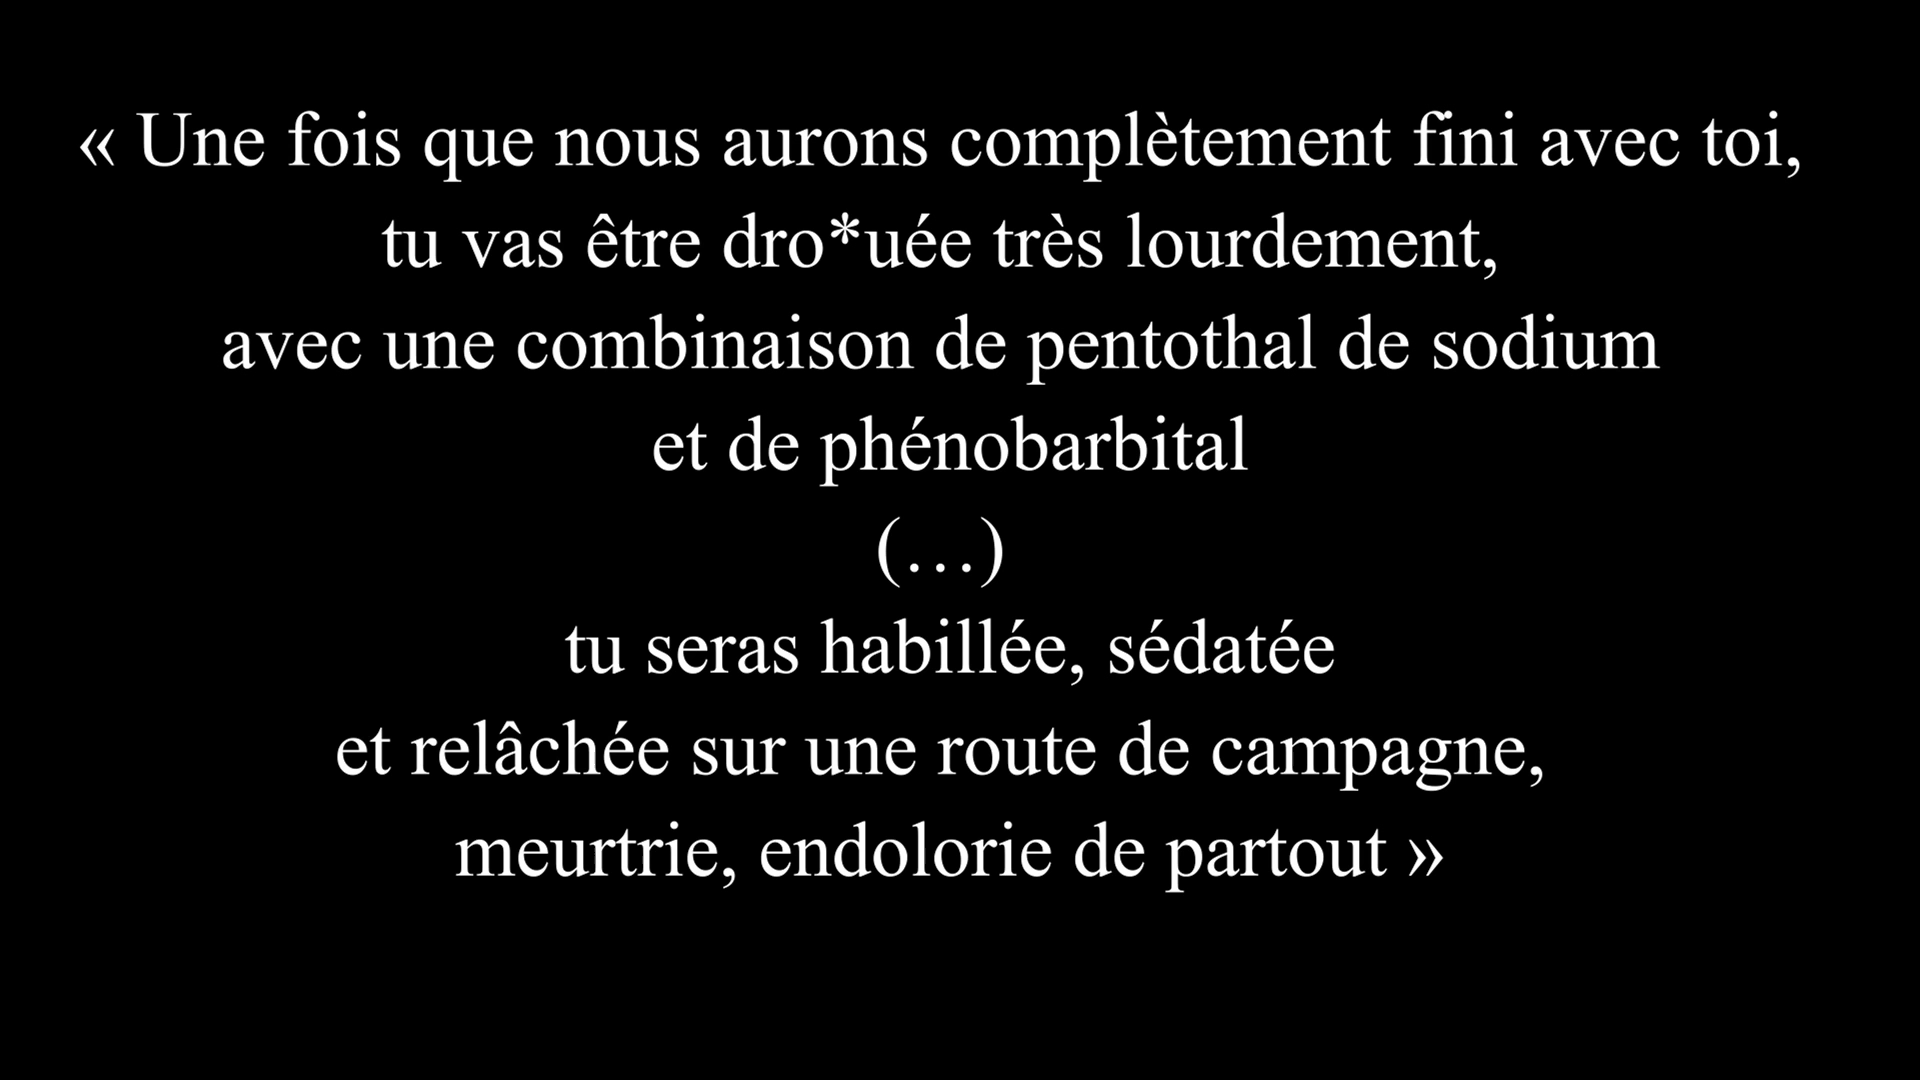 « Une fois que nous aurons complètement fini avec toi,
tu vas être dro*uée très lourdement,
avec une combinaison de pentothal de sodium
et de phénobarbital
(…)
tu seras habillée, sédatée
et relâchée sur une route de campagne,
meurtrie, endolorie de partout »